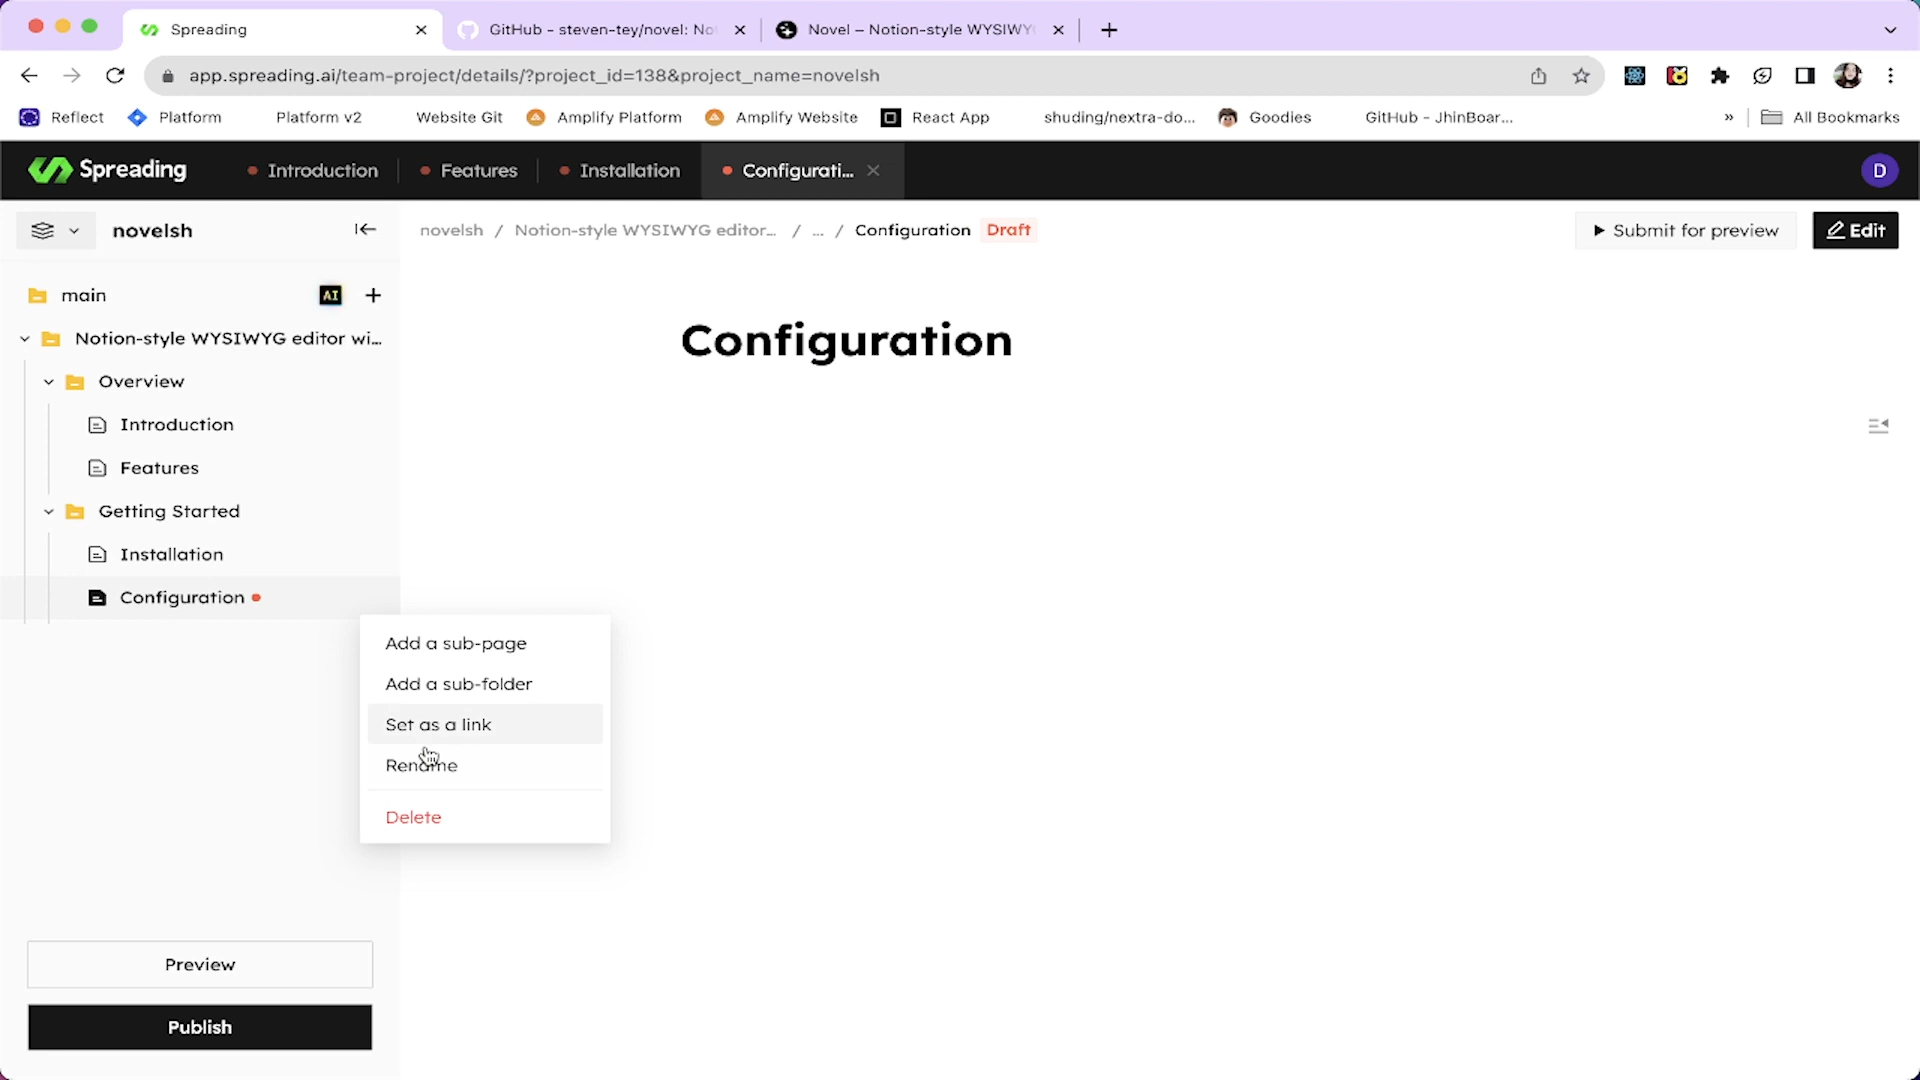 Spreading
GitHub - steven-tey/novel: No
Novel – Notion-style WYSIWY
app.spreading.ai/team-project/details/?project_id=138&project_name=novelsh
Reflect
Platform
Platform v2
Website Git
Amplify Platform
Amplify Website
React App
shuding/nextra-do...
Goodies
GitHub - JhinBoar...
»
All Bookmarks
Spreading
Introduction
Features
Installation
Configurati...
D
novelsh
novelsh / Notion-style WYSIWYG editor... / ... / Configuration Draft
Submit for preview
Edit
main
AI
Notion-style WYSIWYG editor wi...
Overview
Introduction
Features
Getting Started
Installation
Configuration
Configuration
Add a sub-page
Add a sub-folder
Set as a link
Rename
Delete
Preview
Publish